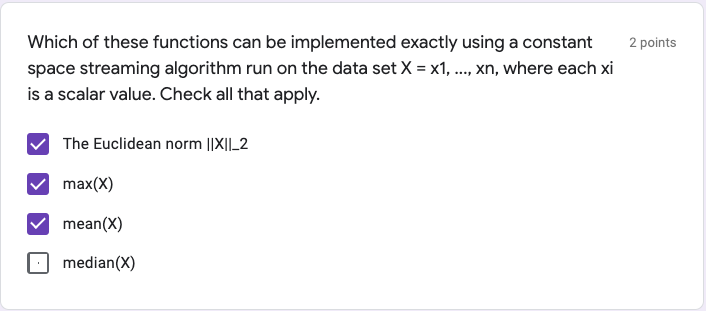 Which of these functions can be implemented exactly using a constant 2 points
space streaming algorithm run on the data set X = x1, ..., xn, where each xi
is a scalar value. Check all that apply.
The Euclidean norm ||X||_2
max(X)
mean(X)
median(X)